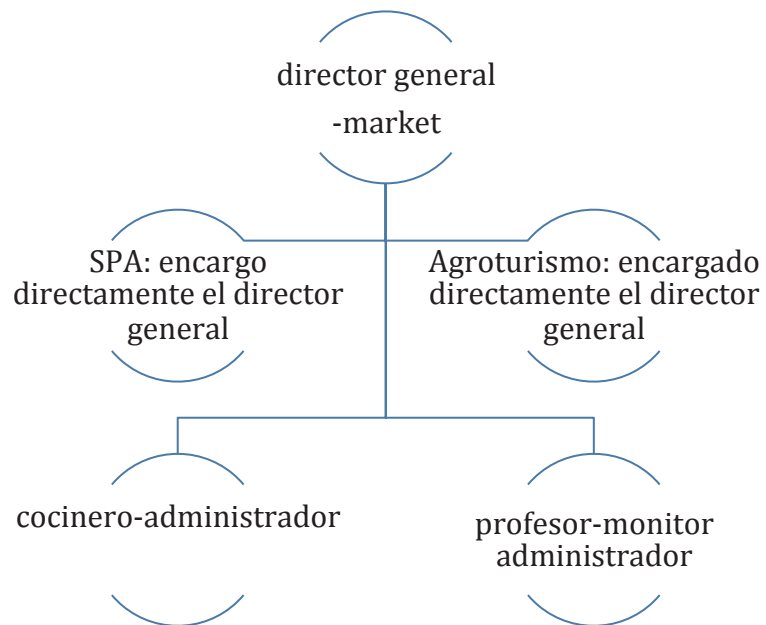 director general
-market
SPA: encargo
directamente el director
general
Agroturismo: encargado
directamente el director
general
cocinero-administrador
profesor-monitor
administrador